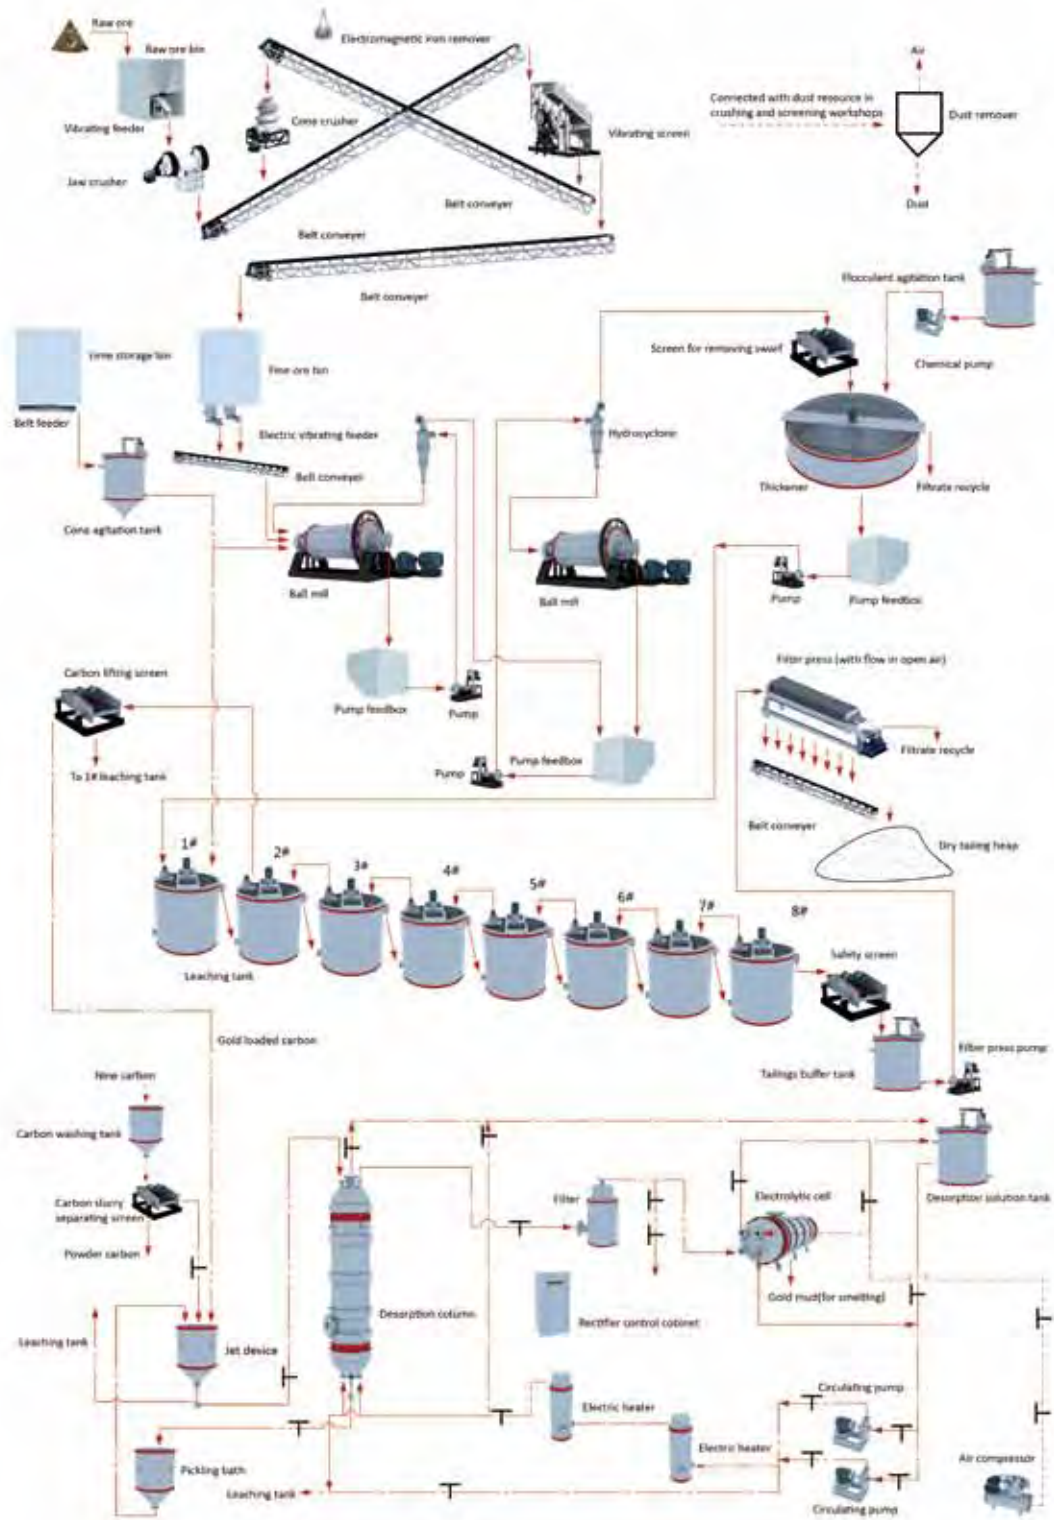 Raw ore
Electromagnetic iron remover
Raw ore bin
Air
Connected with dust resource in
crushing and screening workshops
Dust remover
Vibrating feeder
Cone crusher
Vibrating screen
Jaw crusher
Dust
Belt conveyer
Belt conveyer
Belt conveyer
Flocculent agitation tank
Lime storage bin
Fine ore bin
Screen for removing swarf
Chemical pump
Belt feeder
Electric vibrating feeder
Hydrocyclone
Belt conveyer
Thickener
Filtrate recycle
Cone agitation tank
Ball mill
Ball mill
Pump
Pump feedbox
Carbon lifting screen
Filter press (with flow in open air)
Pump feedbox
Pump
Filtrate recycle
To 1# leaching tank
Pump
Pump feedbox
Belt conveyer
Dry tailing heap
1#
2#
3#
4#
5#
6#
7#
8#
Leaching tank
Safety screen
Gold loaded carbon
Filber press pump
Tailings buffer tank
Nine carbon
Carbon washing tank
Carbon slurry
separating screen
Filter
Electrolytic cell
Desorption solution tank
Powder carbon
Gold mud(for smelting)
Desorption column
Rectifier control cobinet
Leaching tank
Jet device
Electric heater
Circulating pump
Electric heater
Air compressor
Pickling bath
Leaching tank
Circulating pump